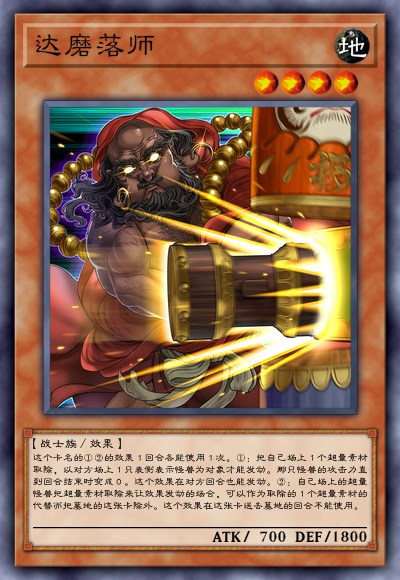 达磨落师
地
【战士族／效果】
这个卡名的①②的效果1回合各能使用1次。①：把自己场上1个超量素材
取除，以对方场上1只表侧表示怪兽为对象才能发动。那只怪兽的攻击力直
到回合结束时变成0。这个效果在对方回合也能发动。②：自己场上的超量
怪兽把超量素材取除来让效果发动的场合，可以作为取除的1个超量素材的
代替而把墓地的这张卡除外。这个效果在这张卡送去墓地的回合不能使用。
ATK/ 700 DEF/1800